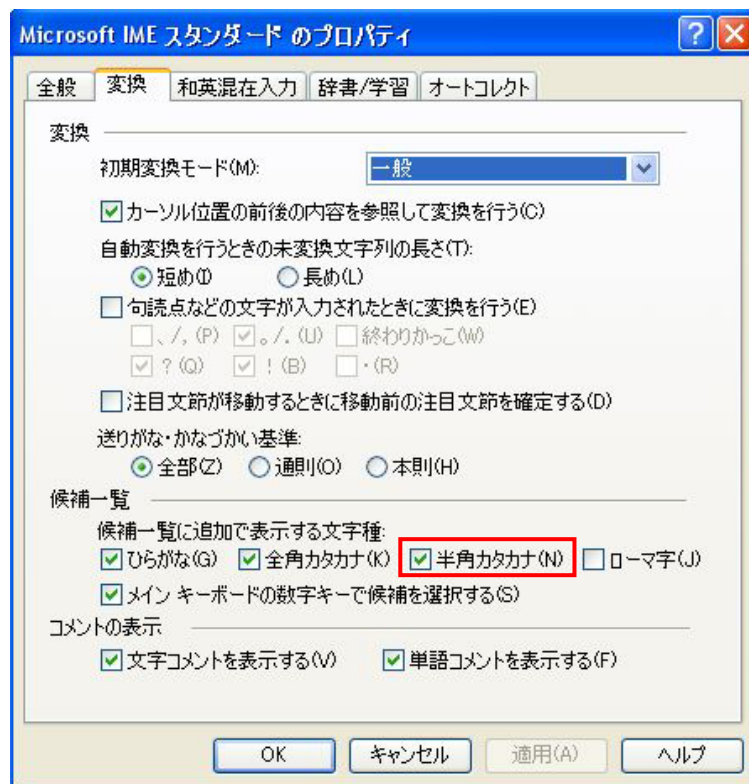 Microsoft IME スタンダード のプロパティ
全般 変換 和英混在入力 辞書/学習 オートコレクト
変換
初期変換モード(M): 一般
カーソル位置の前後の内容を参照して変換を行う(C)
自動変換を行うときの未変換文字列の長さ(T):
短め(I) 長め(L)
句読点などの文字が入力されたときに変換を行う(E)
、/,(P) 。/.(U) 終わりかっこ(W)
?(Q) !(B) ・(R)
注目文節が移動するときに移動前の注目文節を確定する(D)
送りがな・かなづかい基準:
全部(Z) 通則(O) 本則(H)
候補一覧
候補一覧に追加で表示する文字種:
ひらがな(G) 全角カタカナ(K) 半角カタカナ(N) ローマ字(J)
メイン キーボードの数字キーで候補を選択する(S)
コメントの表示
文字コメントを表示する(V) 単語コメントを表示する(F)
OK キャンセル 適用(A) ヘルプ